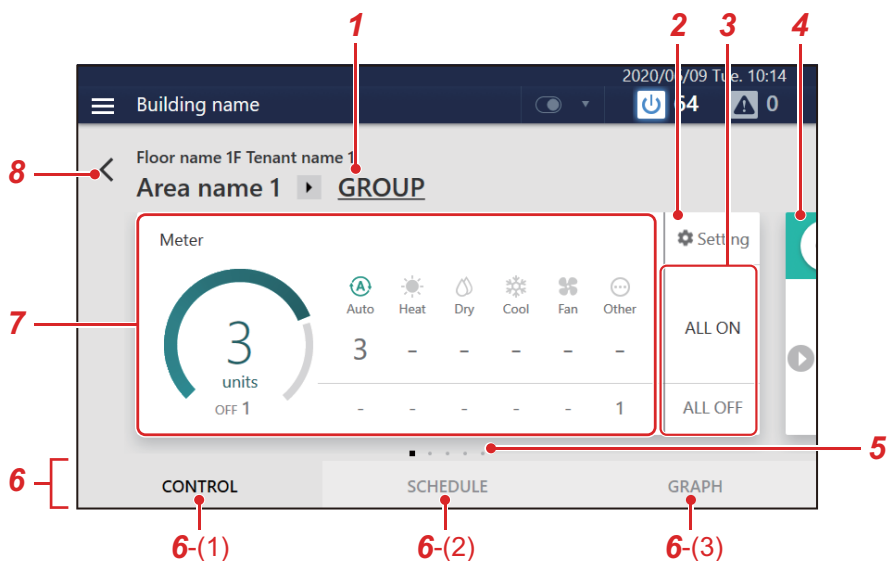 1 2 3 4
2020/06/09 Tue. 10:14
Building name 64 0
8
Floor name 1F Tenant name 1
Area name 1 GROUP
Meter Setting
7
Auto Heat Dry Cool Fan Other
3 3 - - - - - ALL ON
units
OFF 1 - - - - - 1 ALL OFF
5
6
CONTROL SCHEDULE GRAPH
6-(1) 6-(2) 6-(3)